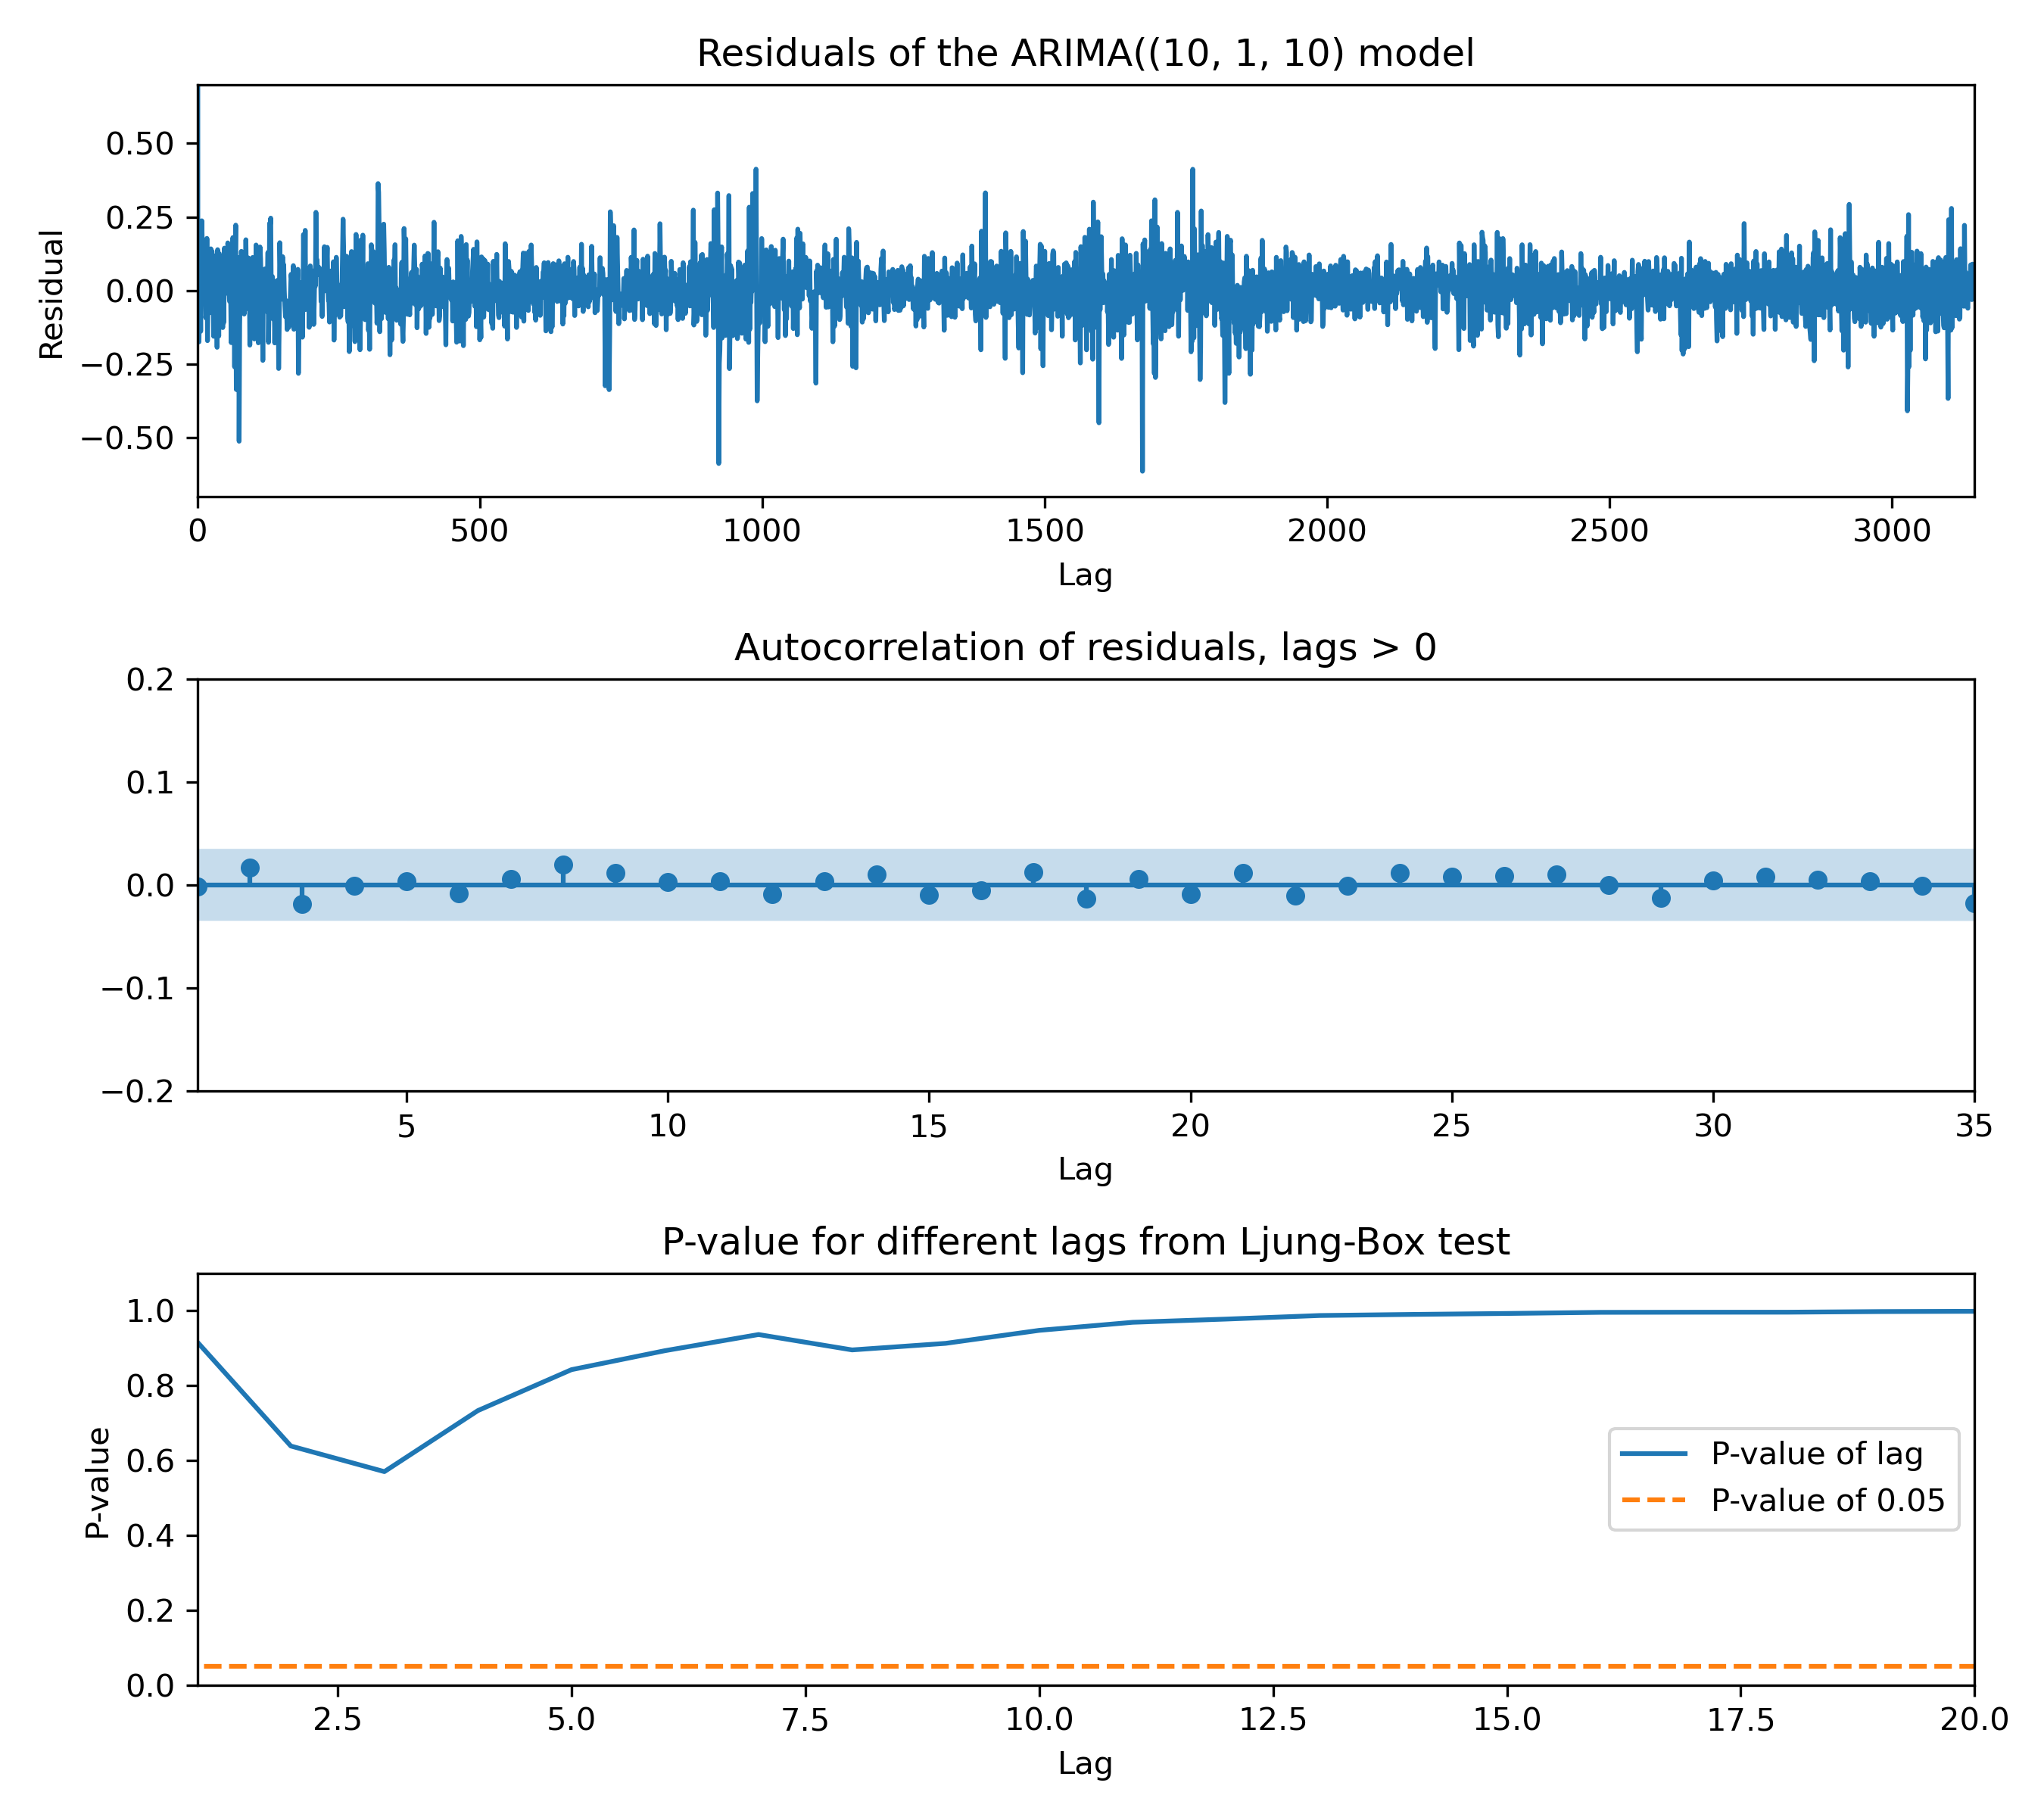 Residuals of the ARIMA((10, 1, 10) model
0.50
0.25
0.00
−0.25
−0.50
Residual
0 500 1000 1500 2000 2500 3000
Lag
Autocorrelation of residuals, lags > 0
0.2
0.1
0.0
−0.1
−0.2
5 10 15 20 25 30 35
Lag
P-value for different lags from Ljung-Box test
1.0
0.8
0.6
0.4
0.2
0.0
P-value
P-value of lag
P-value of 0.05
2.5 5.0 7.5 10.0 12.5 15.0 17.5 20.0
Lag